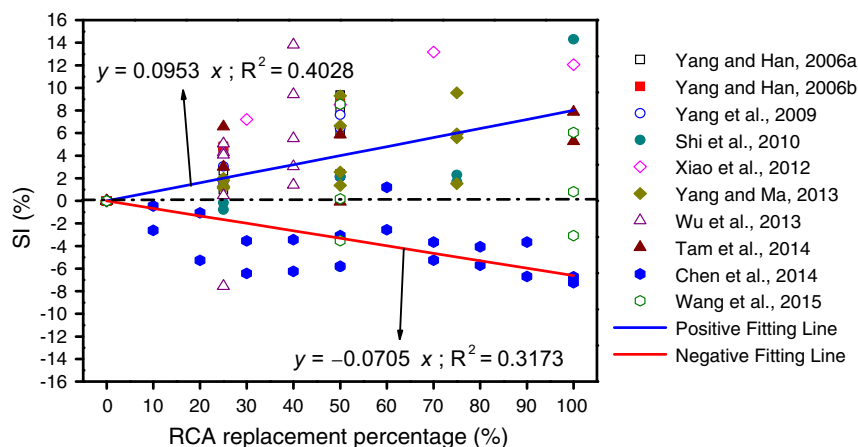 16
14
12
10
8
6
4
2
0
-2
-4
-6
-8
-10
-12
-14
-16
SI (%)
y = 0.0953 x ; R² = 0.4028
y = −0.0705 x ; R² = 0.3173
0 10 20 30 40 50 60 70 80 90 100
RCA replacement percentage (%)
Yang and Han, 2006a
Yang and Han, 2006b
Yang et al., 2009
Shi et al., 2010
Xiao et al., 2012
Yang and Ma, 2013
Wu et al., 2013
Tam et al., 2014
Chen et al., 2014
Wang et al., 2015
Positive Fitting Line
Negative Fitting Line